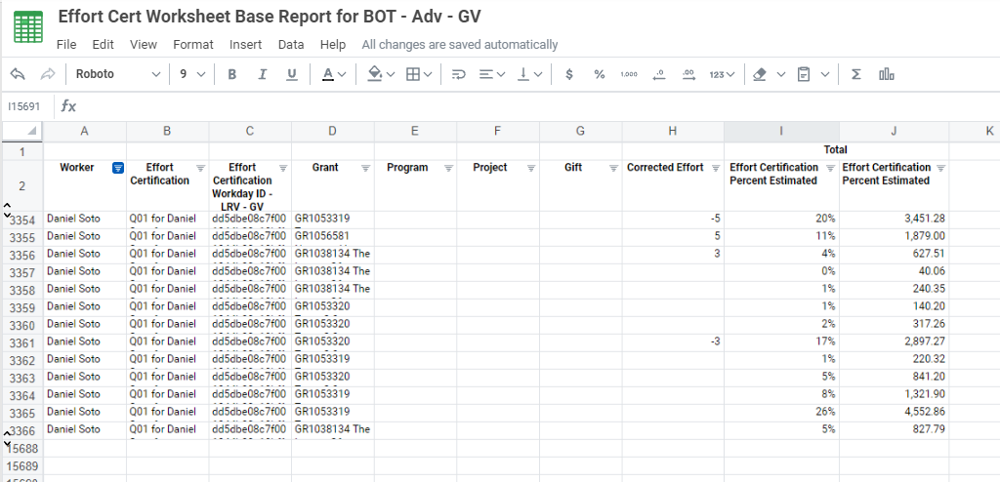 Effort Cert Worksheet Base Report for BOT - Adv - GV
File Edit View Format Insert Data Help All changes are saved automatically
Roboto 9 B I U A $ % 1,000 .0 .00 123 Σ
I15691 fx
A B C D E F G H I J K
1 Total
2 Worker Effort Certification Effort Certification Workday ID - LRV - GV Grant Program Project Gift Corrected Effort Effort Certification Percent Estimated Effort Certification Percent Estimated
3354 Daniel Soto Q01 for Daniel dd5dbe08c7f00 GR1053319 -5 20% 3,451.28
3355 Daniel Soto Q01 for Daniel dd5dbe08c7f00 GR1056581 5 11% 1,879.00
3356 Daniel Soto Q01 for Daniel dd5dbe08c7f00 GR1038134 The 3 4% 627.51
3357 Daniel Soto Q01 for Daniel dd5dbe08c7f00 GR1038134 The 0% 40.06
3358 Daniel Soto Q01 for Daniel dd5dbe08c7f00 GR1038134 The 1% 240.35
3359 Daniel Soto Q01 for Daniel dd5dbe08c7f00 GR1053320 1% 140.20
3360 Daniel Soto Q01 for Daniel dd5dbe08c7f00 GR1053320 2% 317.26
3361 Daniel Soto Q01 for Daniel dd5dbe08c7f00 GR1053320 -3 17% 2,897.27
3362 Daniel Soto Q01 for Daniel dd5dbe08c7f00 GR1053319 1% 220.32
3363 Daniel Soto Q01 for Daniel dd5dbe08c7f00 GR1053320 5% 841.20
3364 Daniel Soto Q01 for Daniel dd5dbe08c7f00 GR1053319 8% 1,321.90
3365 Daniel Soto Q01 for Daniel dd5dbe08c7f00 GR1053319 26% 4,552.86
3366 Daniel Soto Q01 for Daniel dd5dbe08c7f00 GR1038134 The 5% 827.79
15688
15689